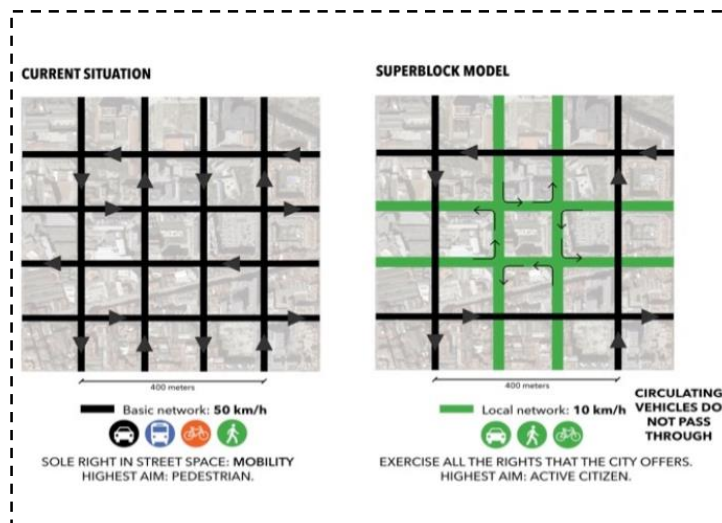 CURRENT SITUATION
400 meters
Basic network: 50 km/h
SOLE RIGHT IN STREET SPACE: MOBILITY
HIGHEST AIM: PEDESTRIAN.
SUPERBLOCK MODEL
400 meters
Local network: 10 km/h
CIRCULATING
VEHICLES DO
NOT PASS
THROUGH
EXERCISE ALL THE RIGHTS THAT THE CITY OFFERS.
HIGHEST AIM: ACTIVE CITIZEN.